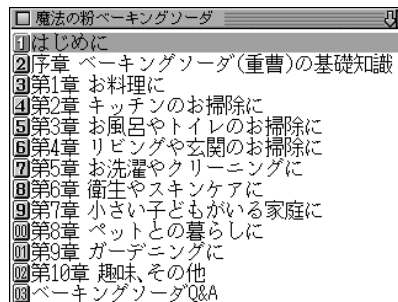 魔法の粉ベーキングソーダ
1はじめに
2序章 ベーキングソーダ(重曹)の基礎知識
3第1章 お料理に
4第2章 キッチンのお掃除に
5第3章 お風呂やトイレのお掃除に
6第4章 リビングや玄関のお掃除に
7第5章 お洗濯やクリーニングに
8第6章 衛生やスキンケアに
9第7章 小さい子どもがいる家庭に
00第8章 ペットとの暮らしに
01第9章 ガーデニングに
02第10章 趣味、その他
03ベーキングソーダQ&A